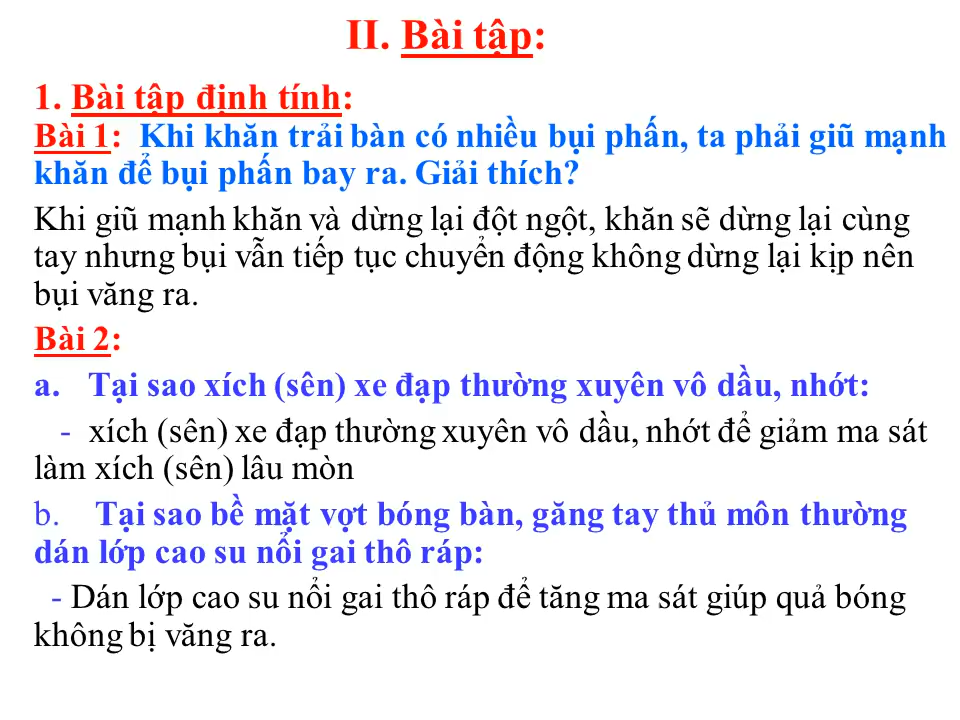 II. Bài tập:
1. Bài tập định tính:
Bài 1: Khi khăn trải bàn có nhiều bụi phấn, ta phải giũ mạnh
khăn để bụi phấn bay ra. Giải thích?
Khi giũ mạnh khăn và dừng lại đột ngột, khăn sẽ dừng lại cùng
tay nhưng bụi vẫn tiếp tục chuyển động không dừng lại kịp nên
bụi văng ra.
Bài 2:
a. Tại sao xích (sên) xe đạp thường xuyên vô dầu, nhớt:
- xích (sên) xe đạp thường xuyên vô dầu, nhớt để giảm ma sát
làm xích (sên) lâu mòn
b. Tại sao bề mặt vợt bóng bàn, găng tay thủ môn thường
dán lớp cao su nổi gai thô ráp:
- Dán lớp cao su nổi gai thô ráp để tăng ma sát giúp quả bóng
không bị văng ra.